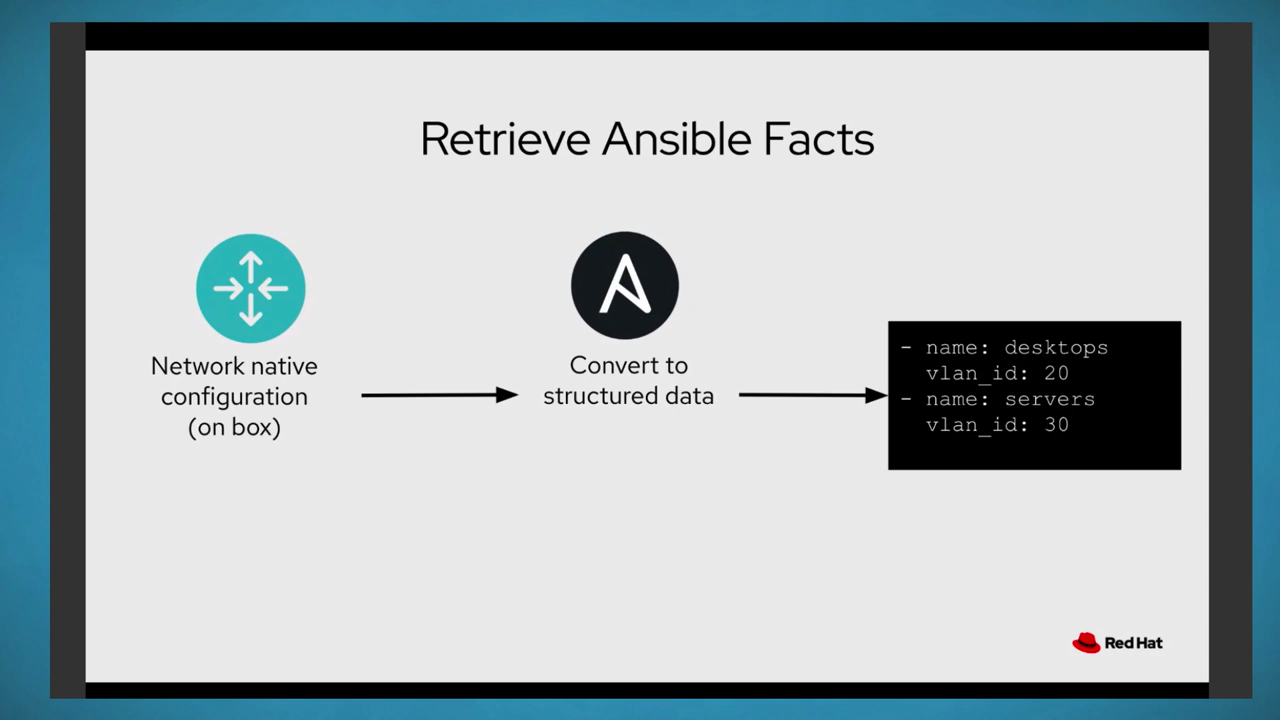 Retrieve Ansible Facts
Network native
configuration
(on box)
Convert to
structured data
- name: desktops
  vlan_id: 20
- name: servers
  vlan_id: 30
Red Hat